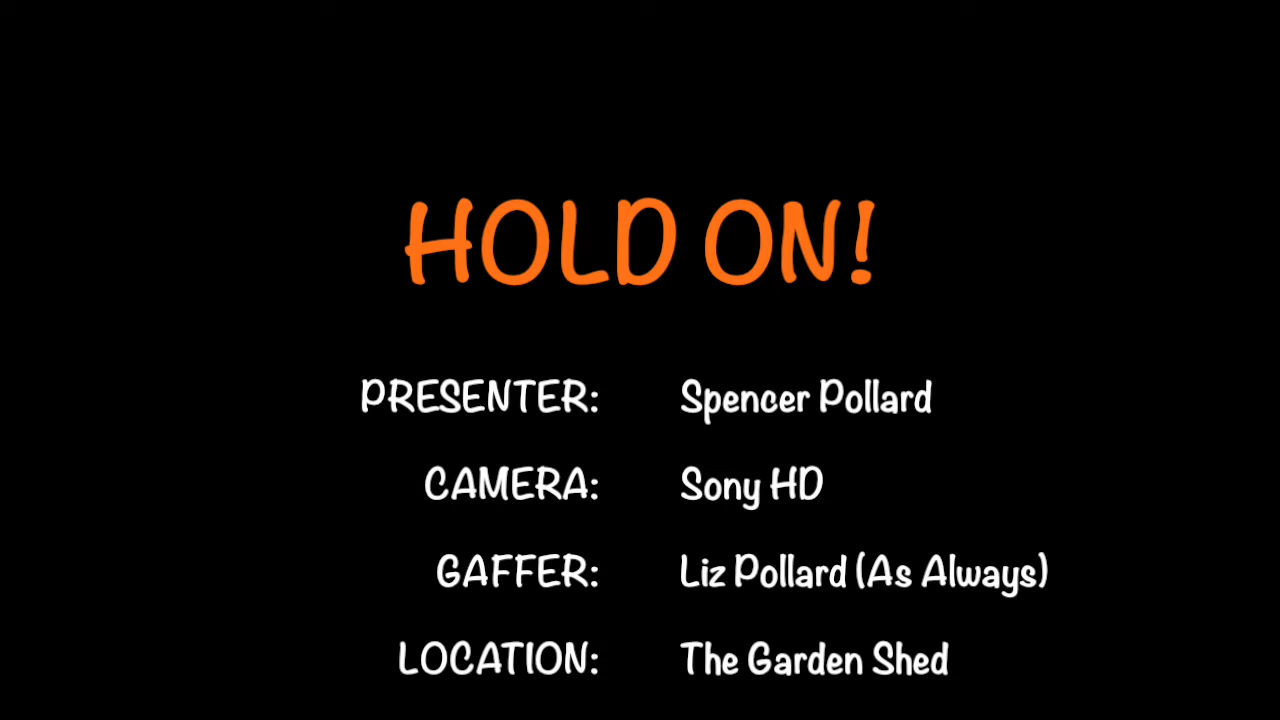 HOLD ON!
PRESENTER: Spencer Pollard
CAMERA: Sony HD
GAFFER: Liz Pollard (As Always)
LOCATION: The Garden Shed